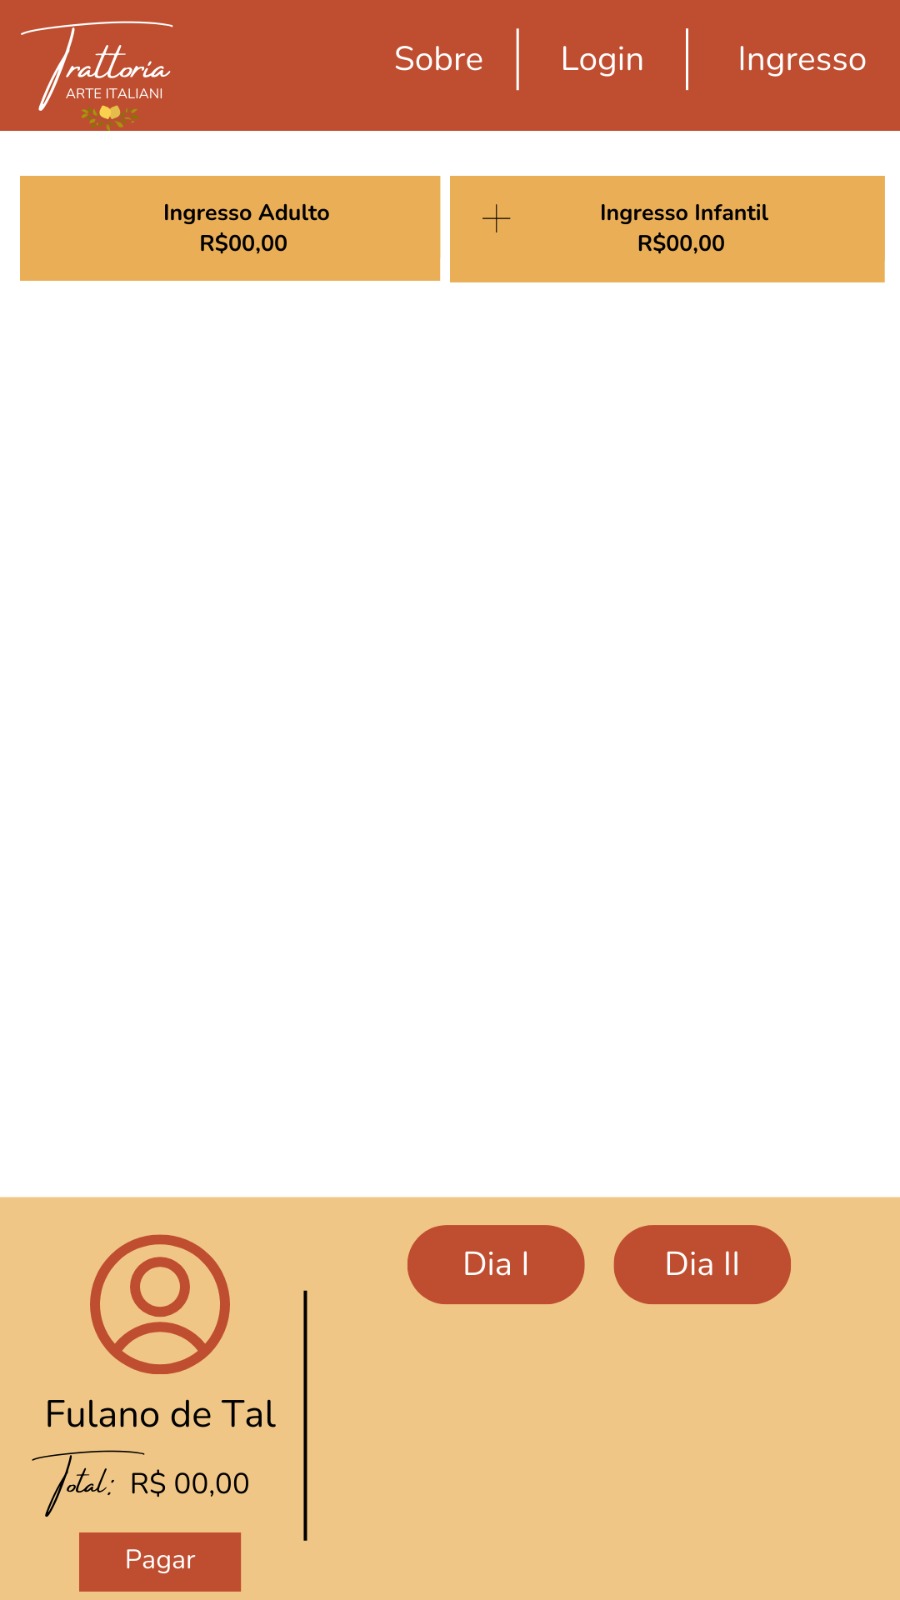 Trattoria
ARTE ITALIANI
Sobre
Login
Ingresso
Ingresso Adulto
R$00,00
Ingresso Infantil
R$00,00
Dia I
Dia II
Fulano de Tal
Total: R$ 00,00
Pagar